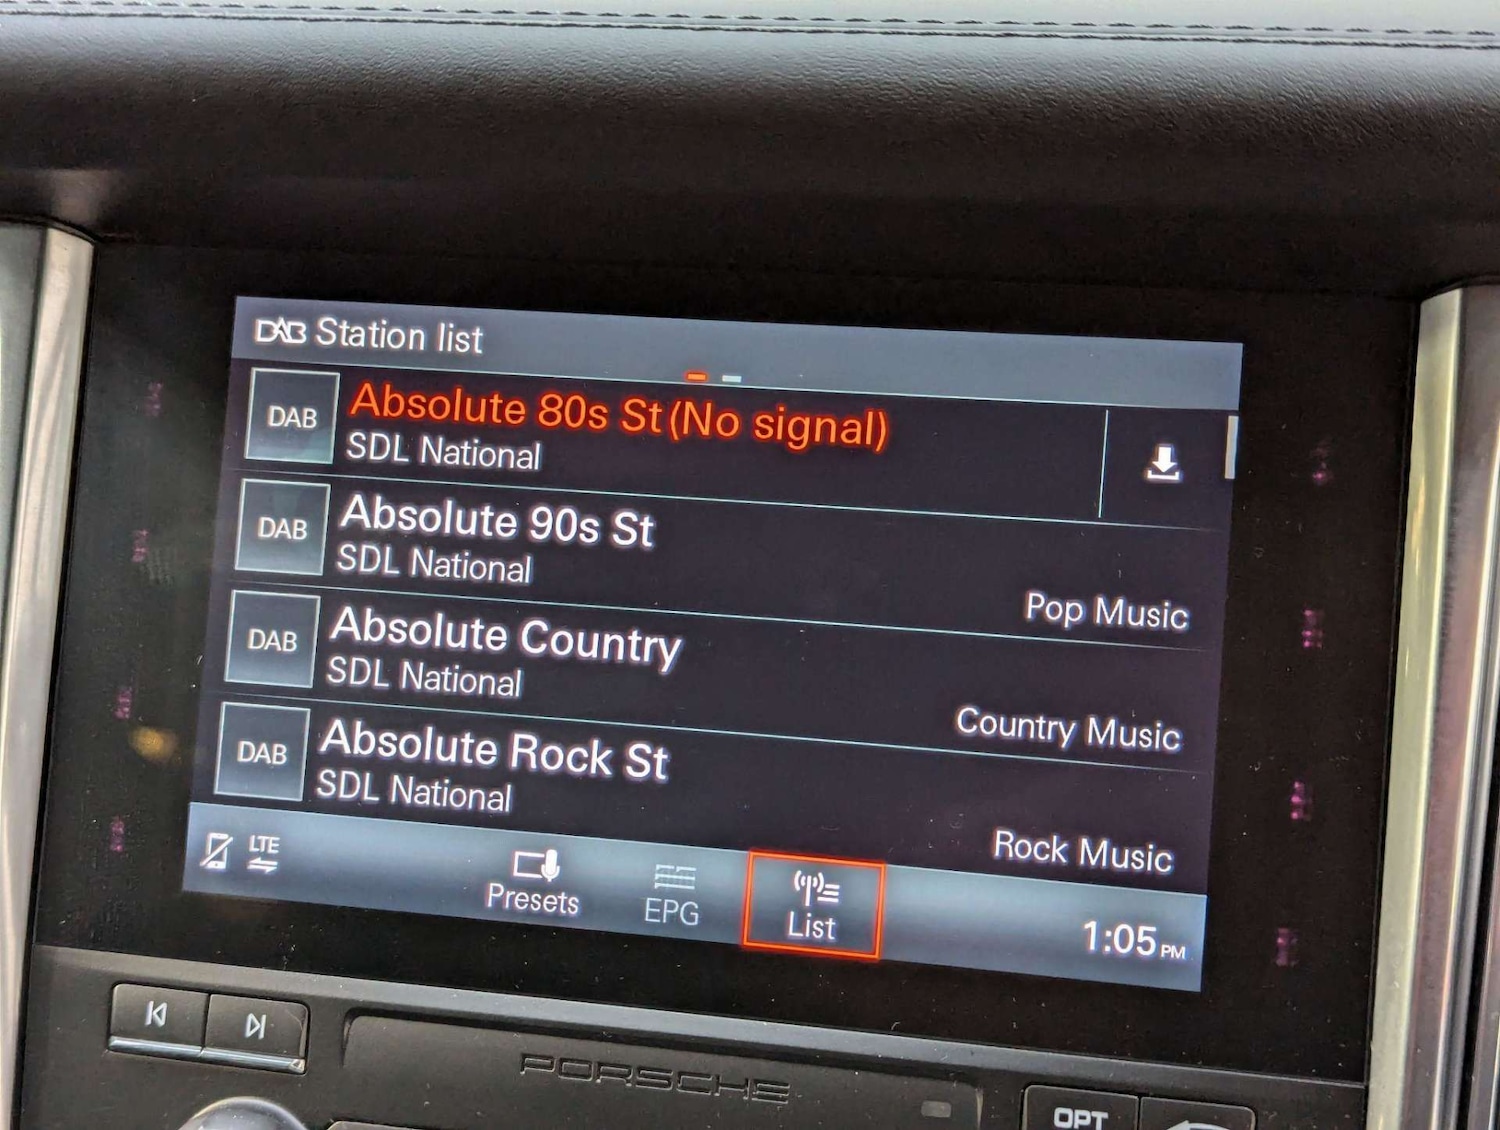 DAB Station list
DAB
Absolute 80s St(No signal)
SDL National
DAB
Absolute 90s St
SDL National
Pop Music
DAB
Absolute Country
SDL National
Country Music
DAB
Absolute Rock St
SDL National
Rock Music
LTE
Presets
EPG
List
1:05 PM
PORSCHE
OPT